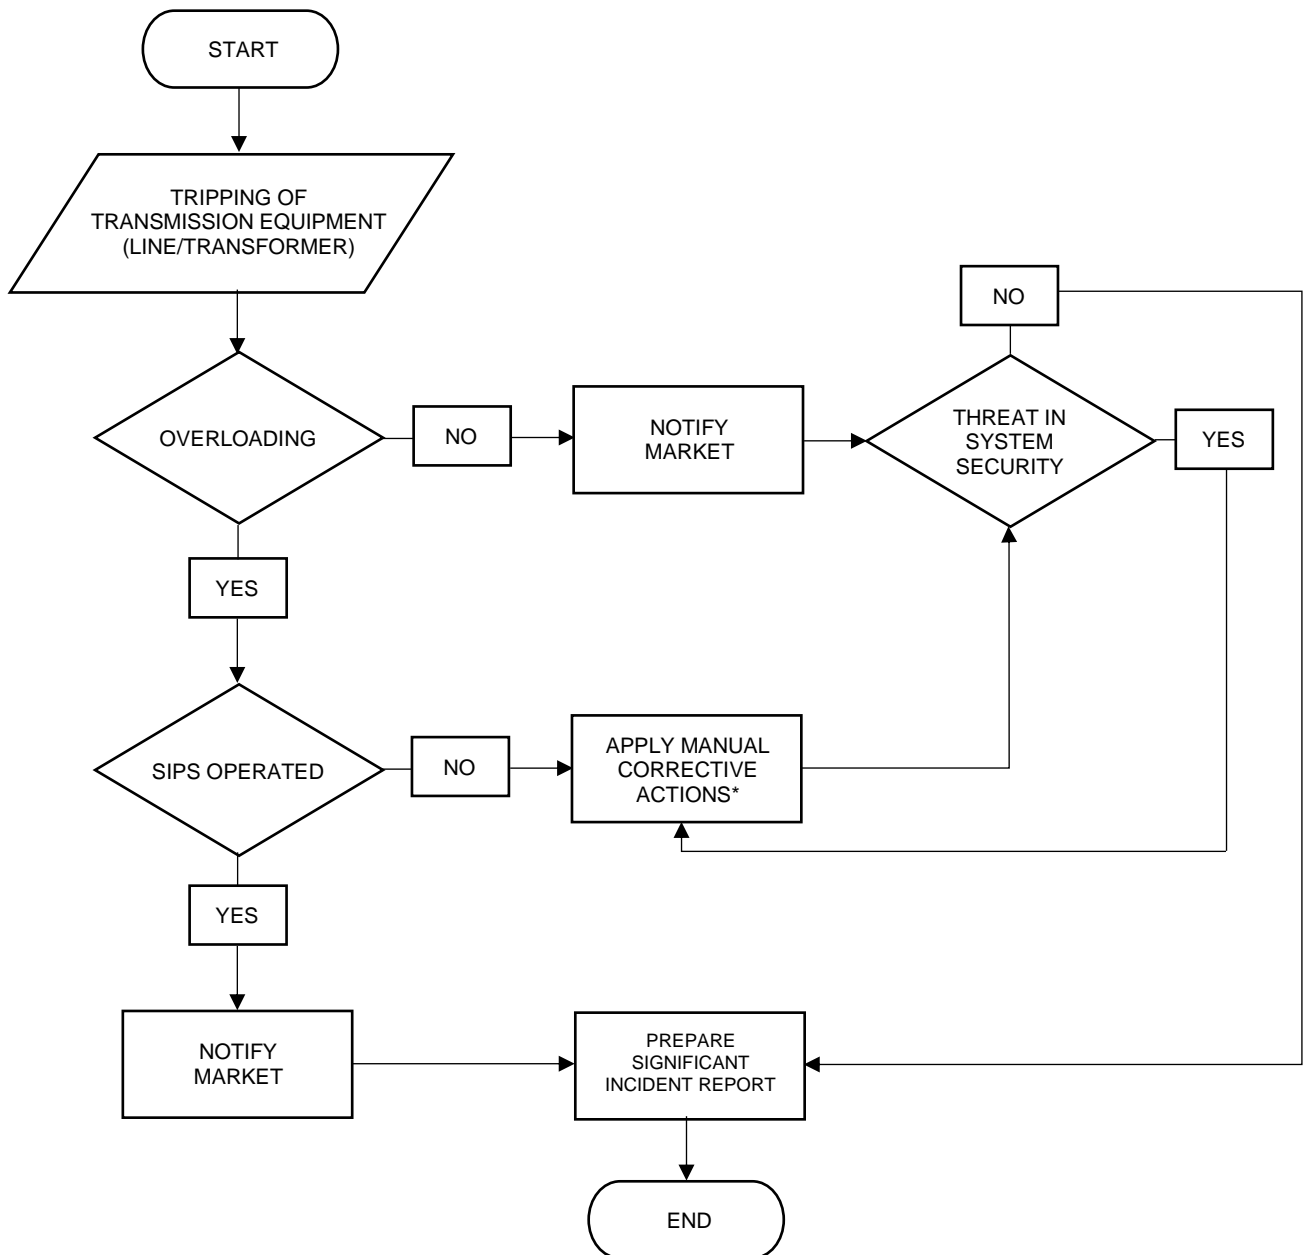 START
TRIPPING OF
TRANSMISSION EQUIPMENT
(LINE/TRANSFORMER)
NO
OVERLOADING
NO
NOTIFY
MARKET
THREAT IN
SYSTEM
SECURITY
YES
YES
SIPS OPERATED
NO
APPLY MANUAL
CORRECTIVE
ACTIONS*
YES
NOTIFY
MARKET
PREPARE
SIGNIFICANT
INCIDENT REPORT
END